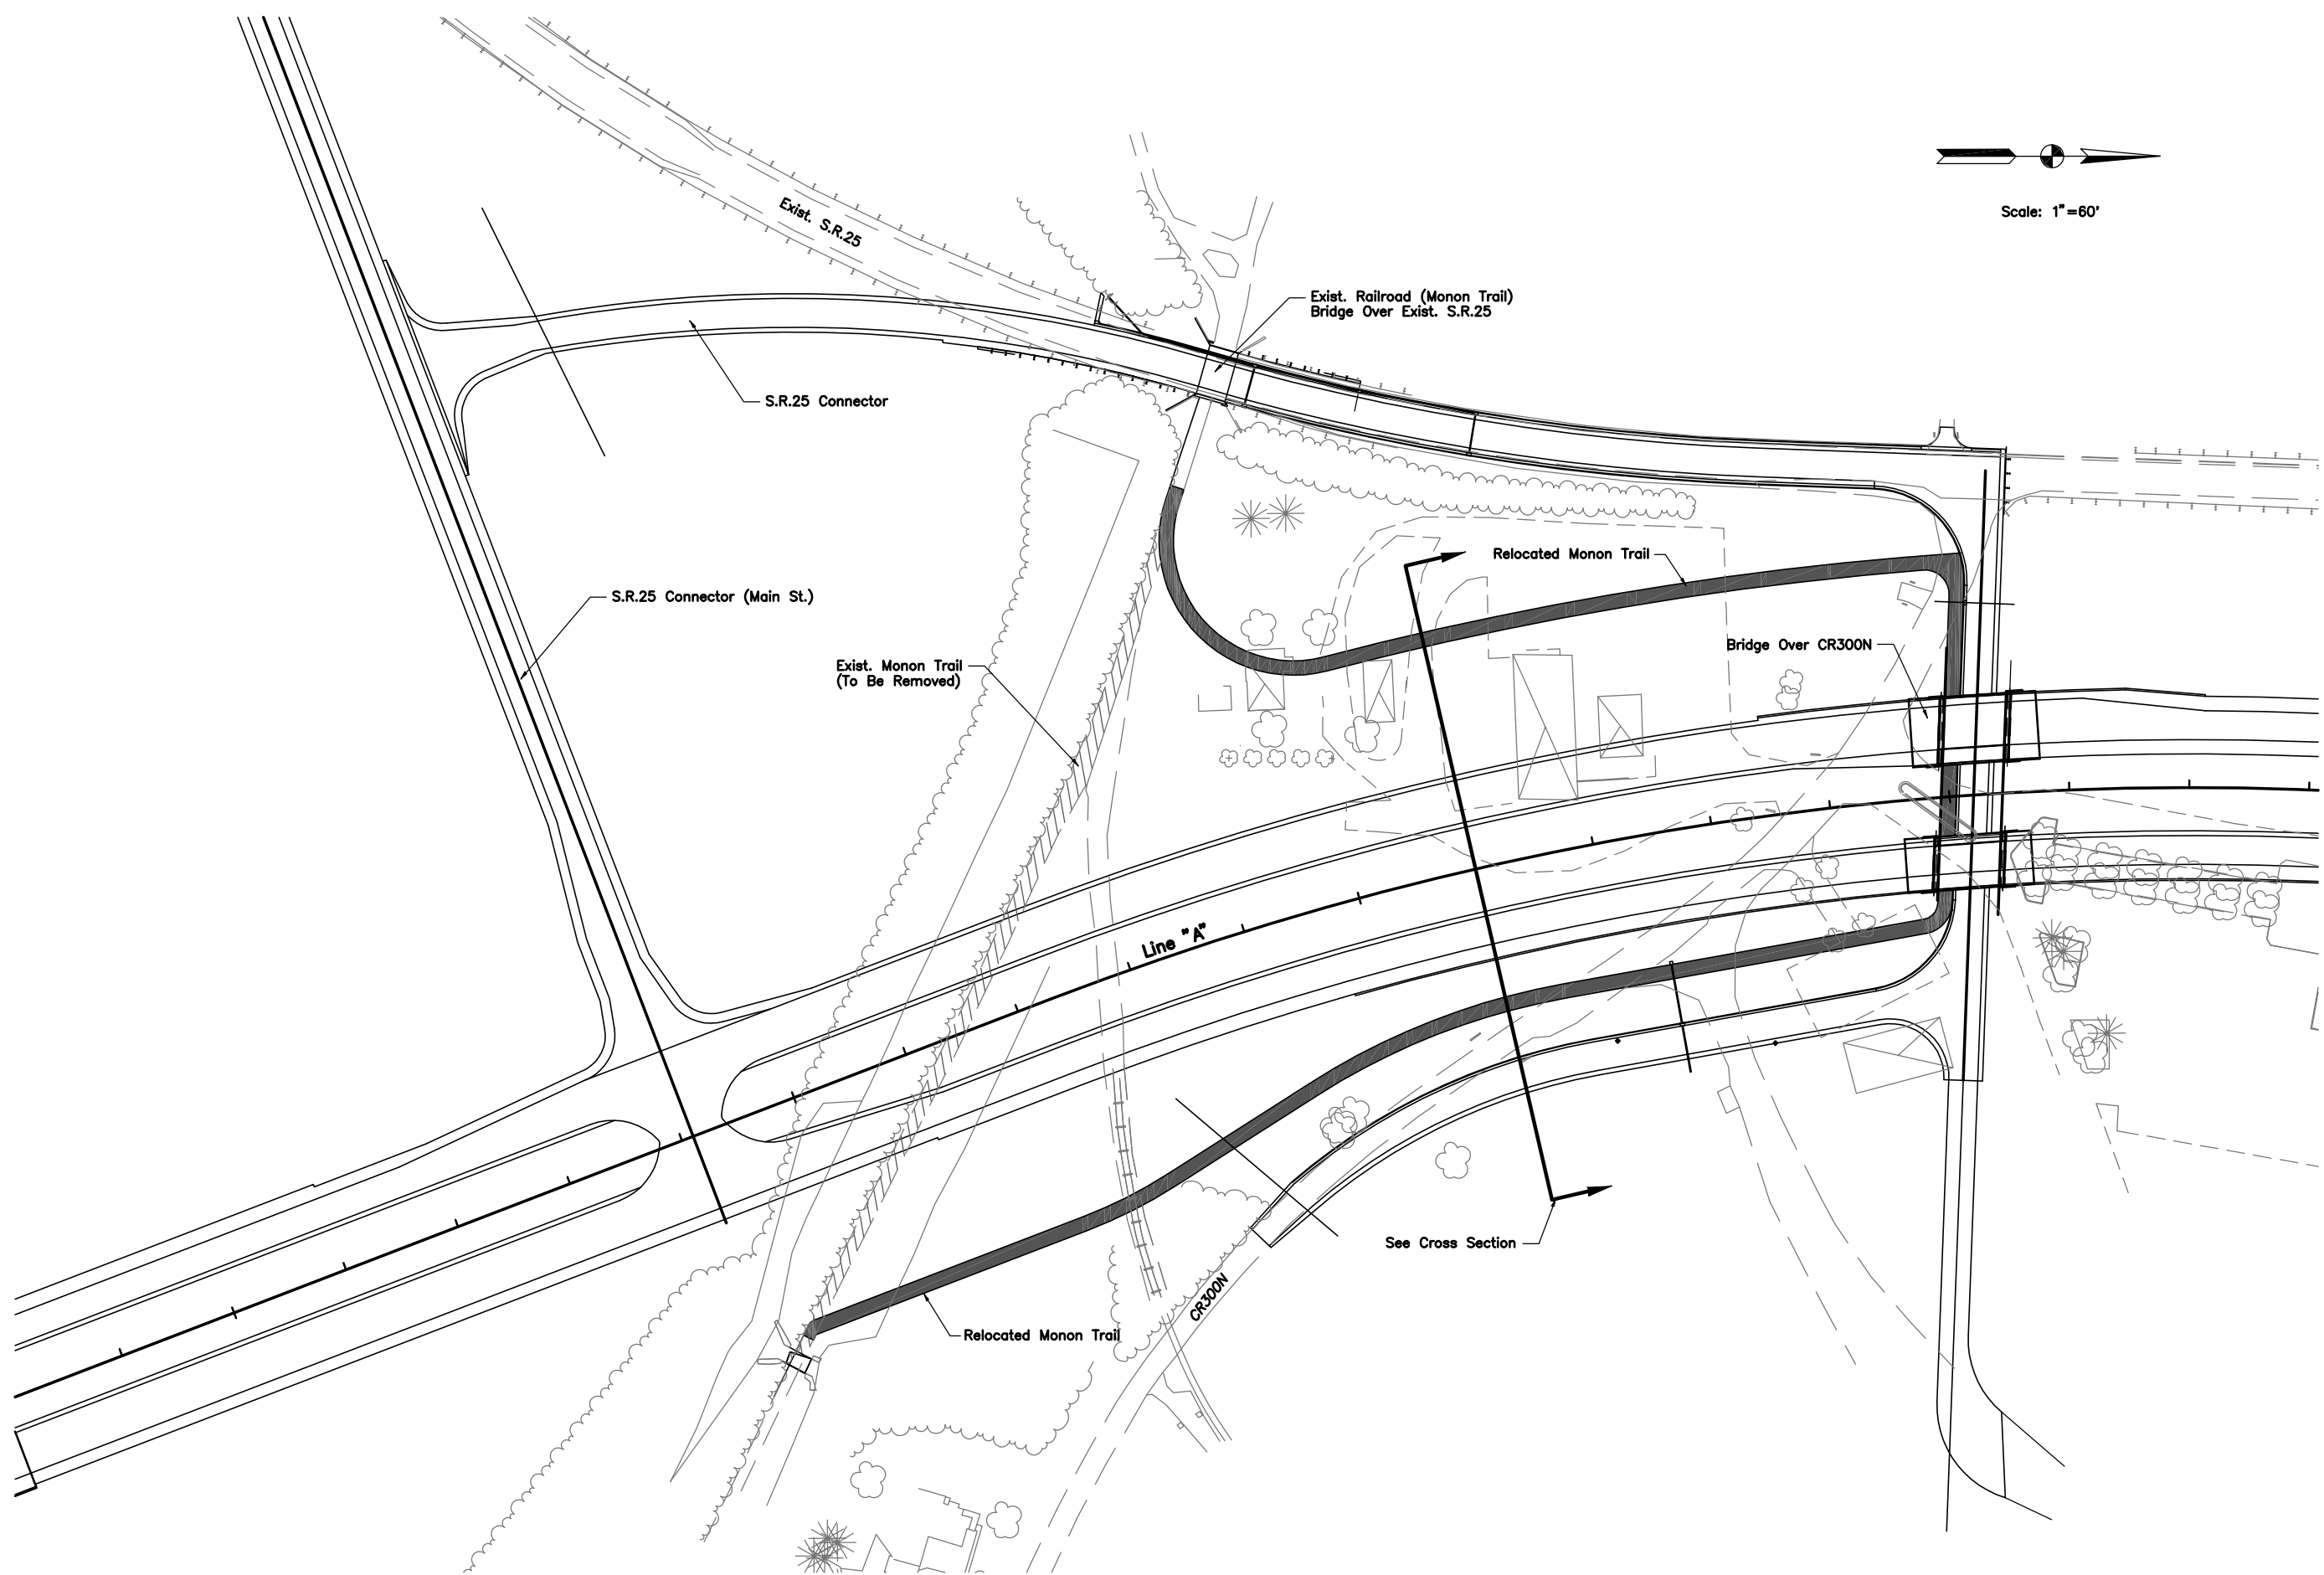 Exist. S.R.25
Scale: 1"=60'
Exist. Railroad (Monon Trail)
Bridge Over Exist. S.R.25
S.R.25 Connector
Relocated Monon Trail
S.R.25 Connector (Main St.)
Bridge Over CR300N
Exist. Monon Trail
(To Be Removed)
Line "A"
See Cross Section
CR300N
Relocated Monon Trail